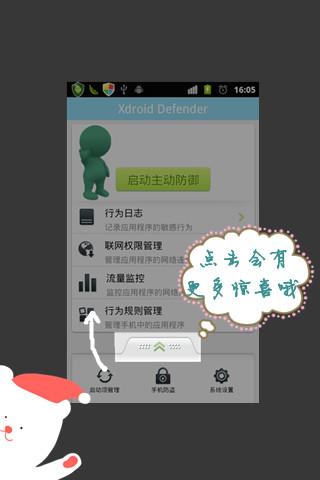 16:05
Xdroid Defender
启动主动防御
行为日志
记录应用程序的敏感行为
联网权限管理
管理应用程序的网络连
流量监控
监控应用程序的网络
行为规则管理
管理手机中的应用程序
点击会有
更多惊喜哦
启动项管理
手机防盗
系统设置